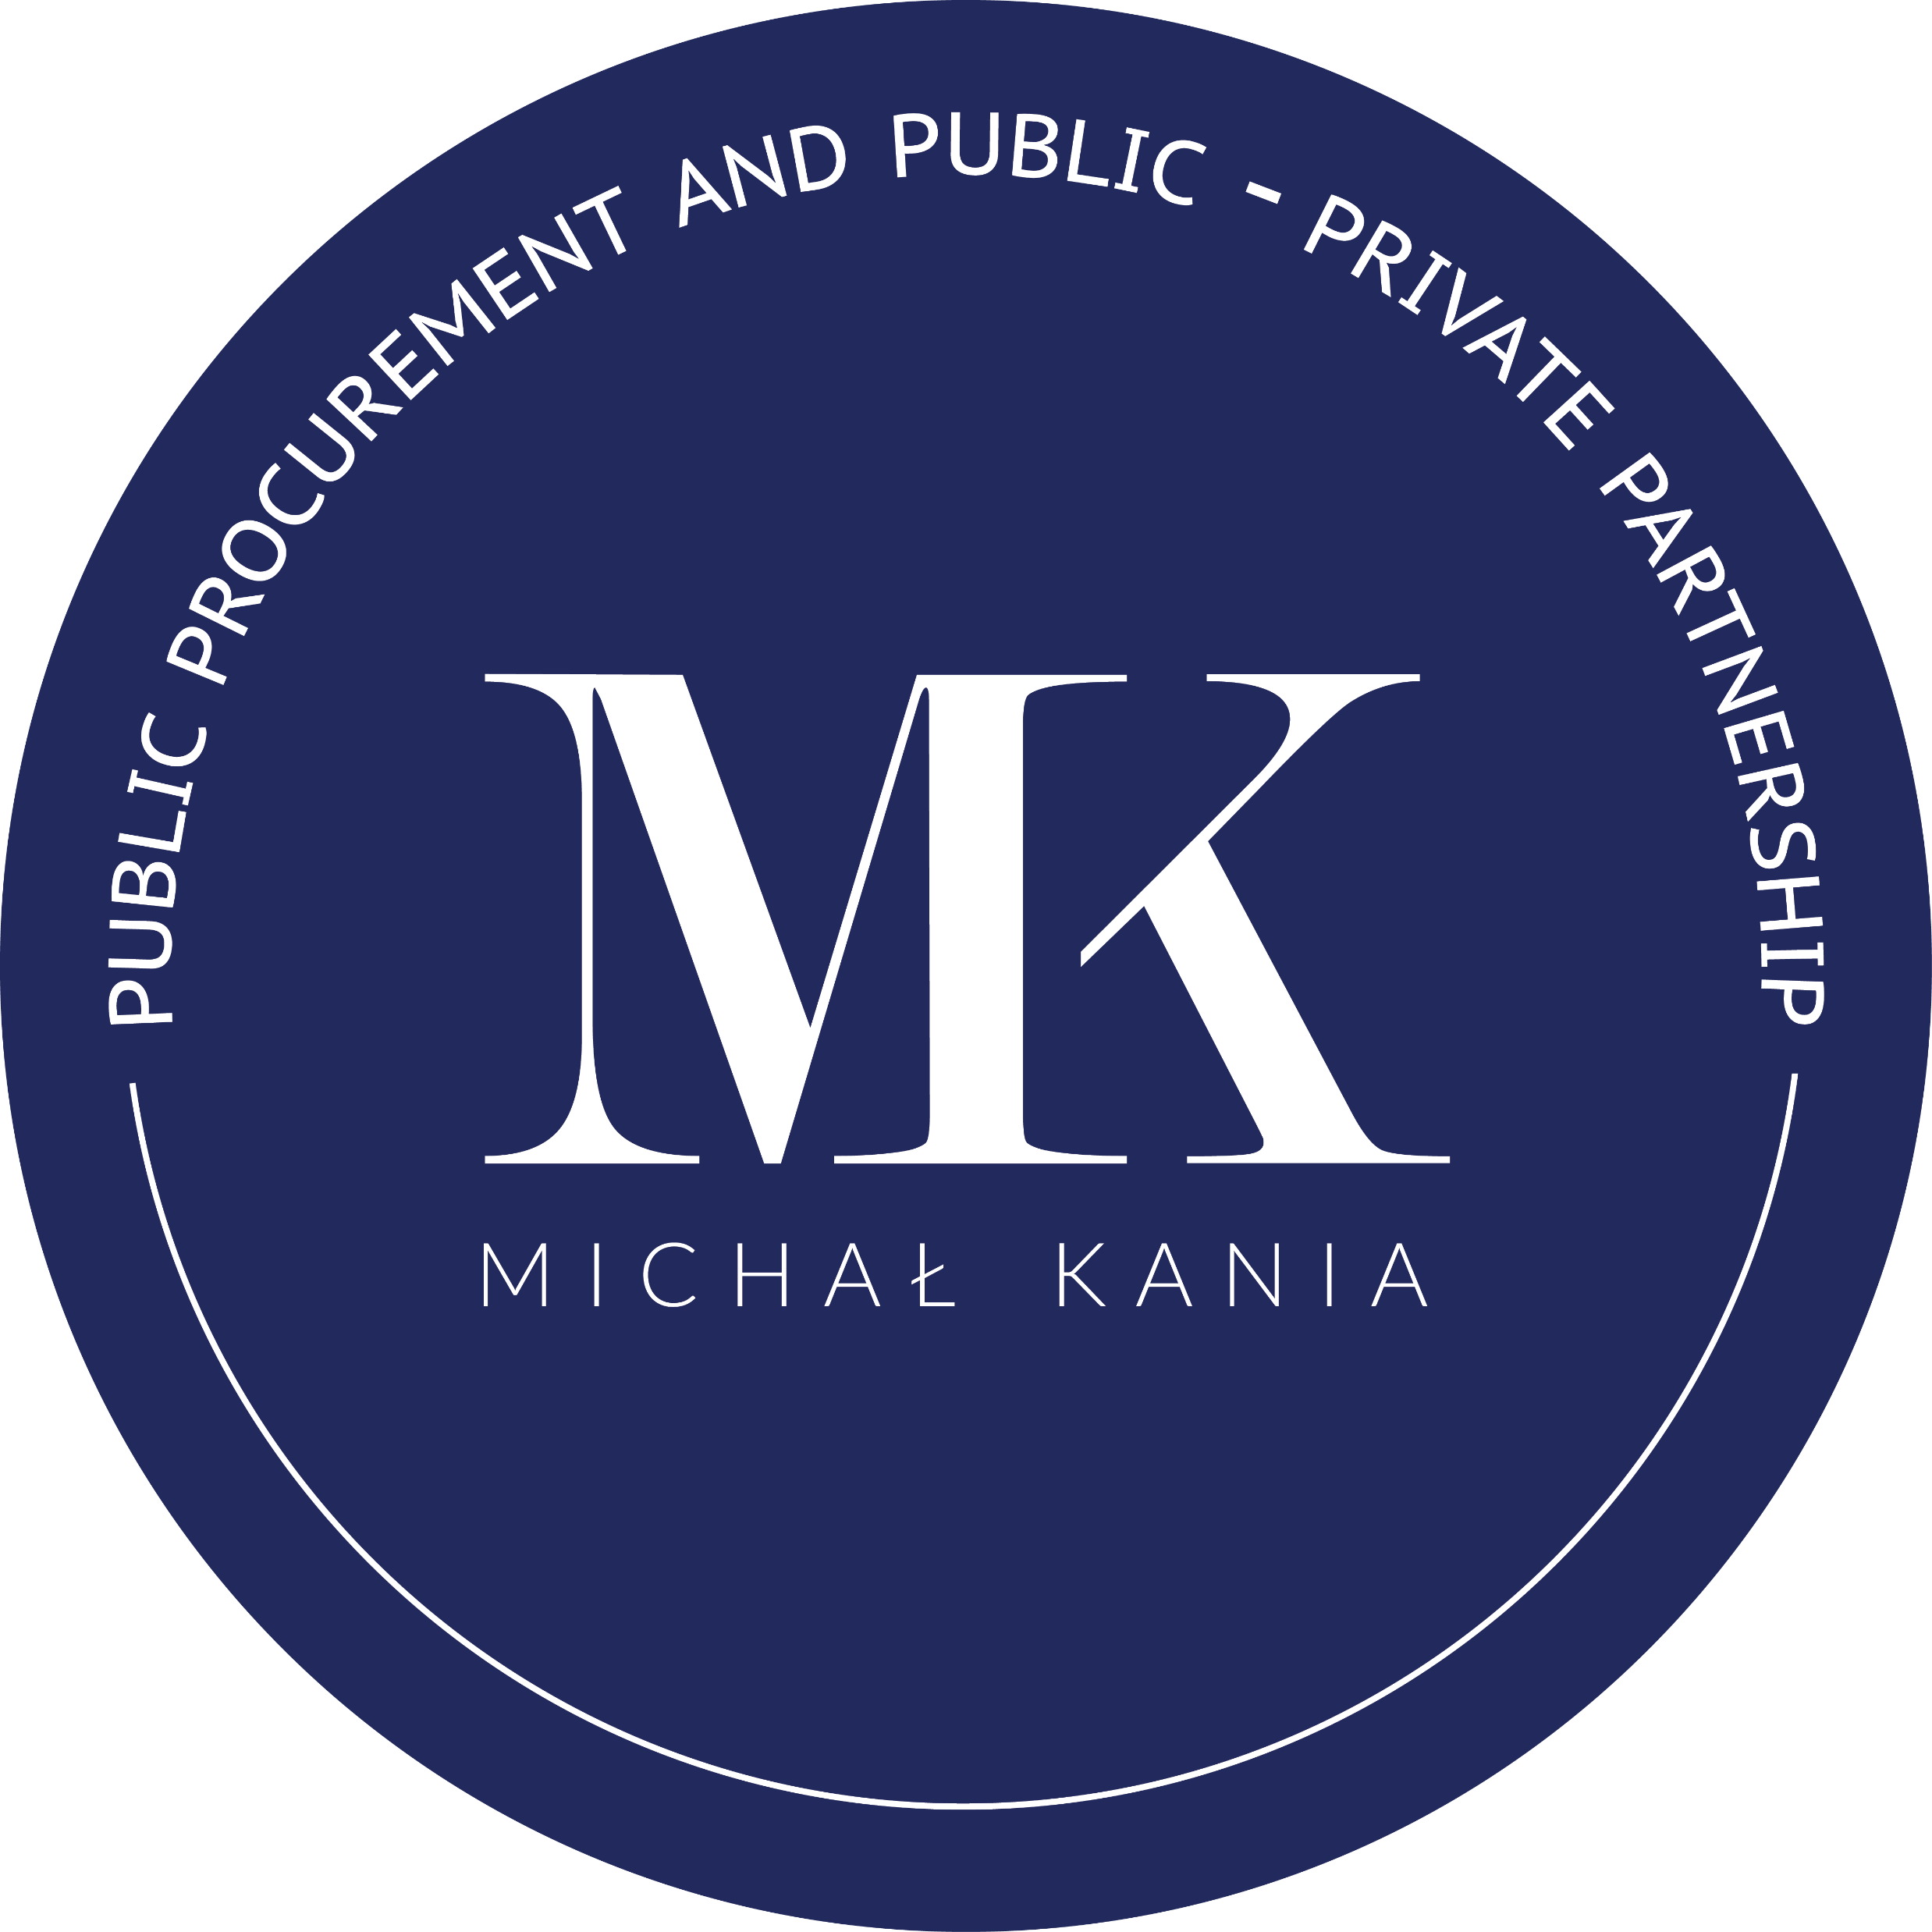 PUBLIC PROCUREMENT AND PUBLIC - PRIVATE PARTNERSHIP
MK
MICHAŁ KANIA